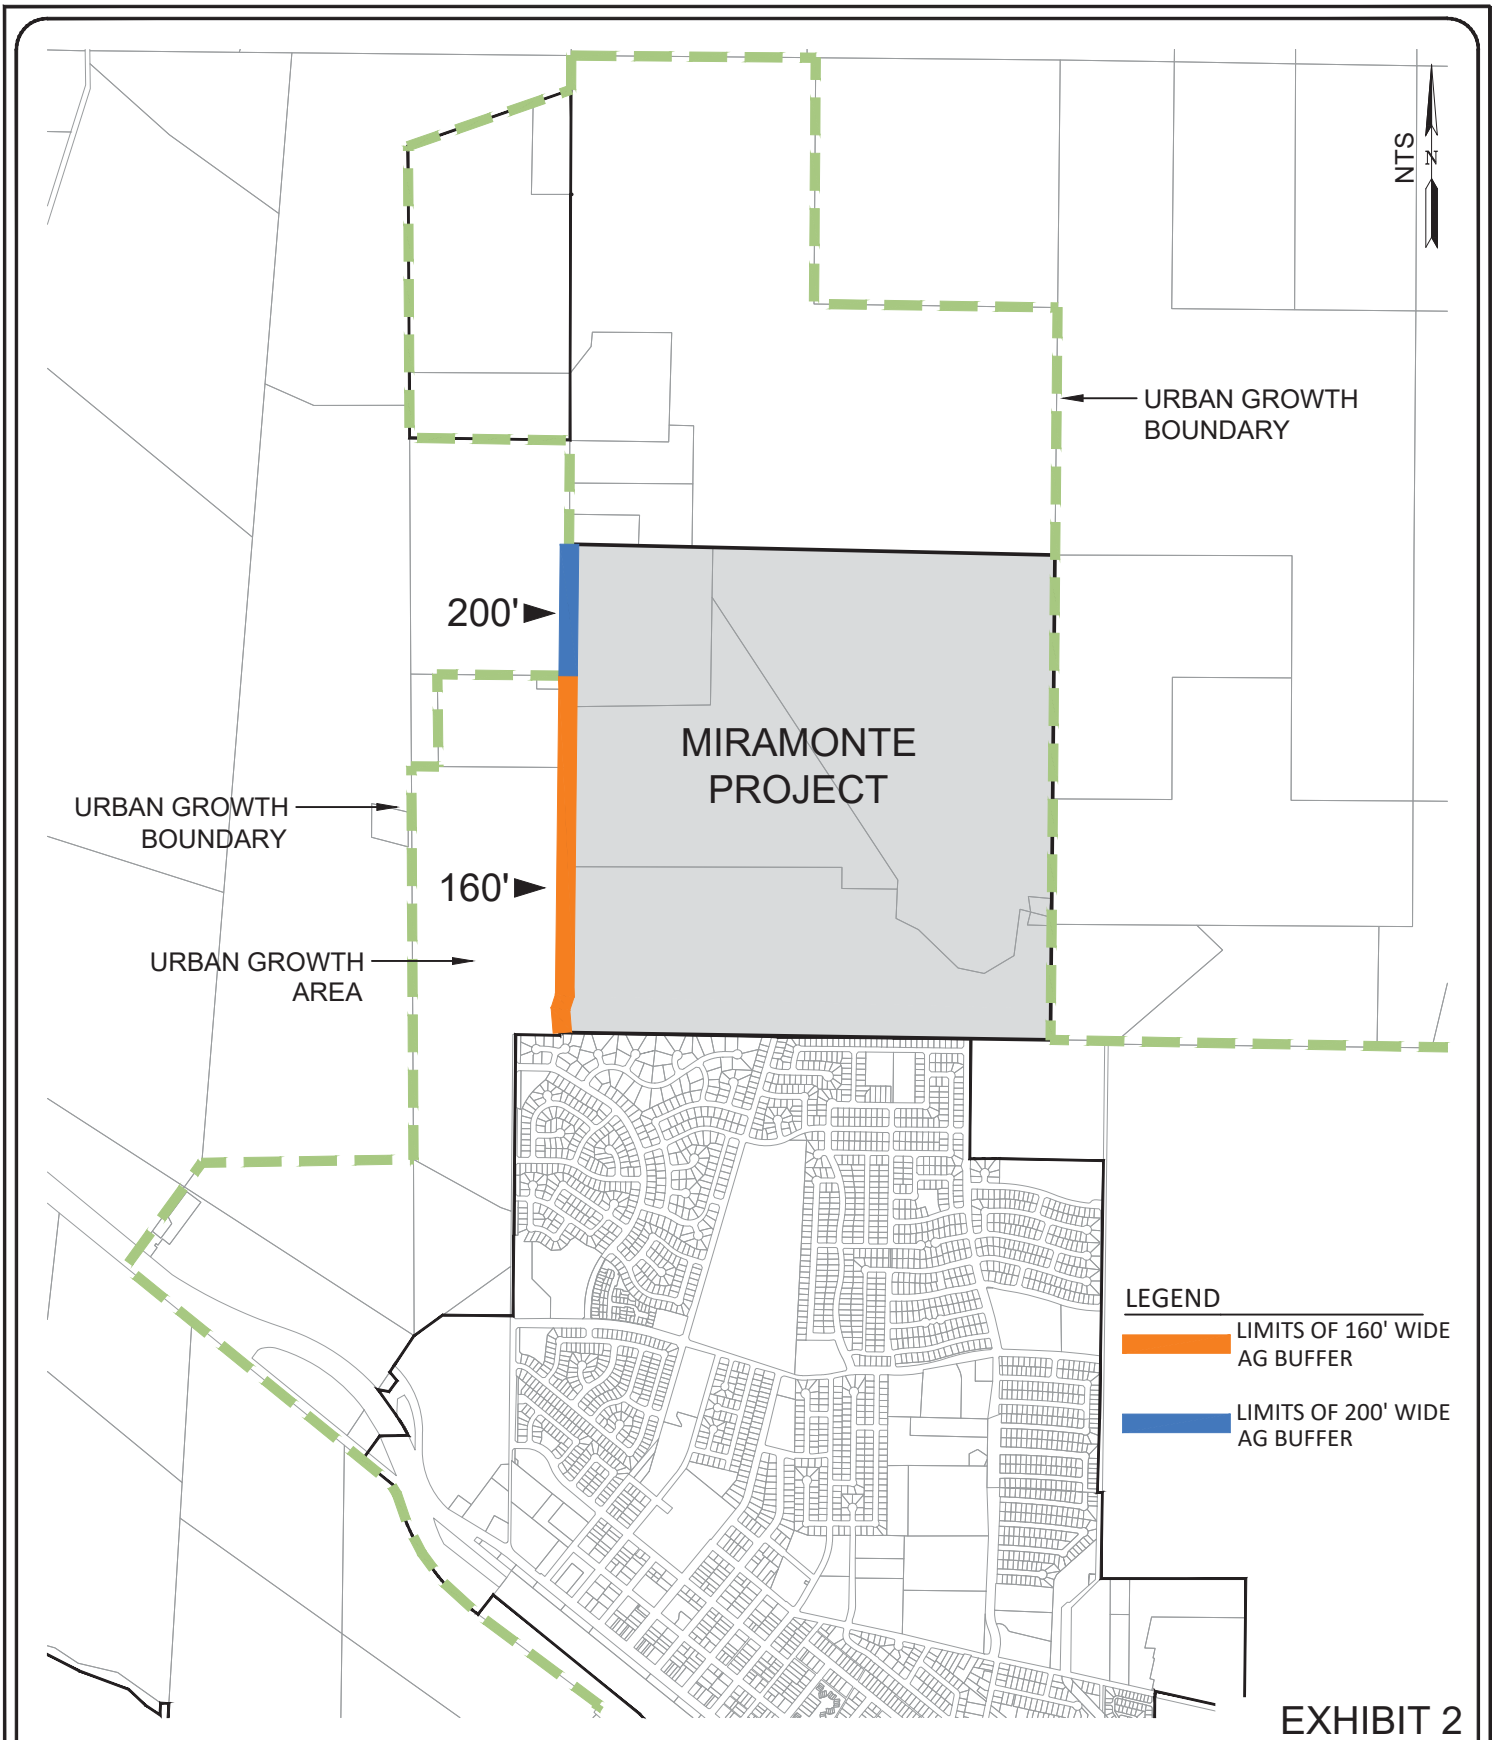 NTS
N
URBAN GROWTH
BOUNDARY
200'
MIRAMONTE
PROJECT
URBAN GROWTH
BOUNDARY
160'
URBAN GROWTH
AREA
LEGEND
LIMITS OF 160' WIDE
AG BUFFER
LIMITS OF 200' WIDE
AG BUFFER
EXHIBIT 2